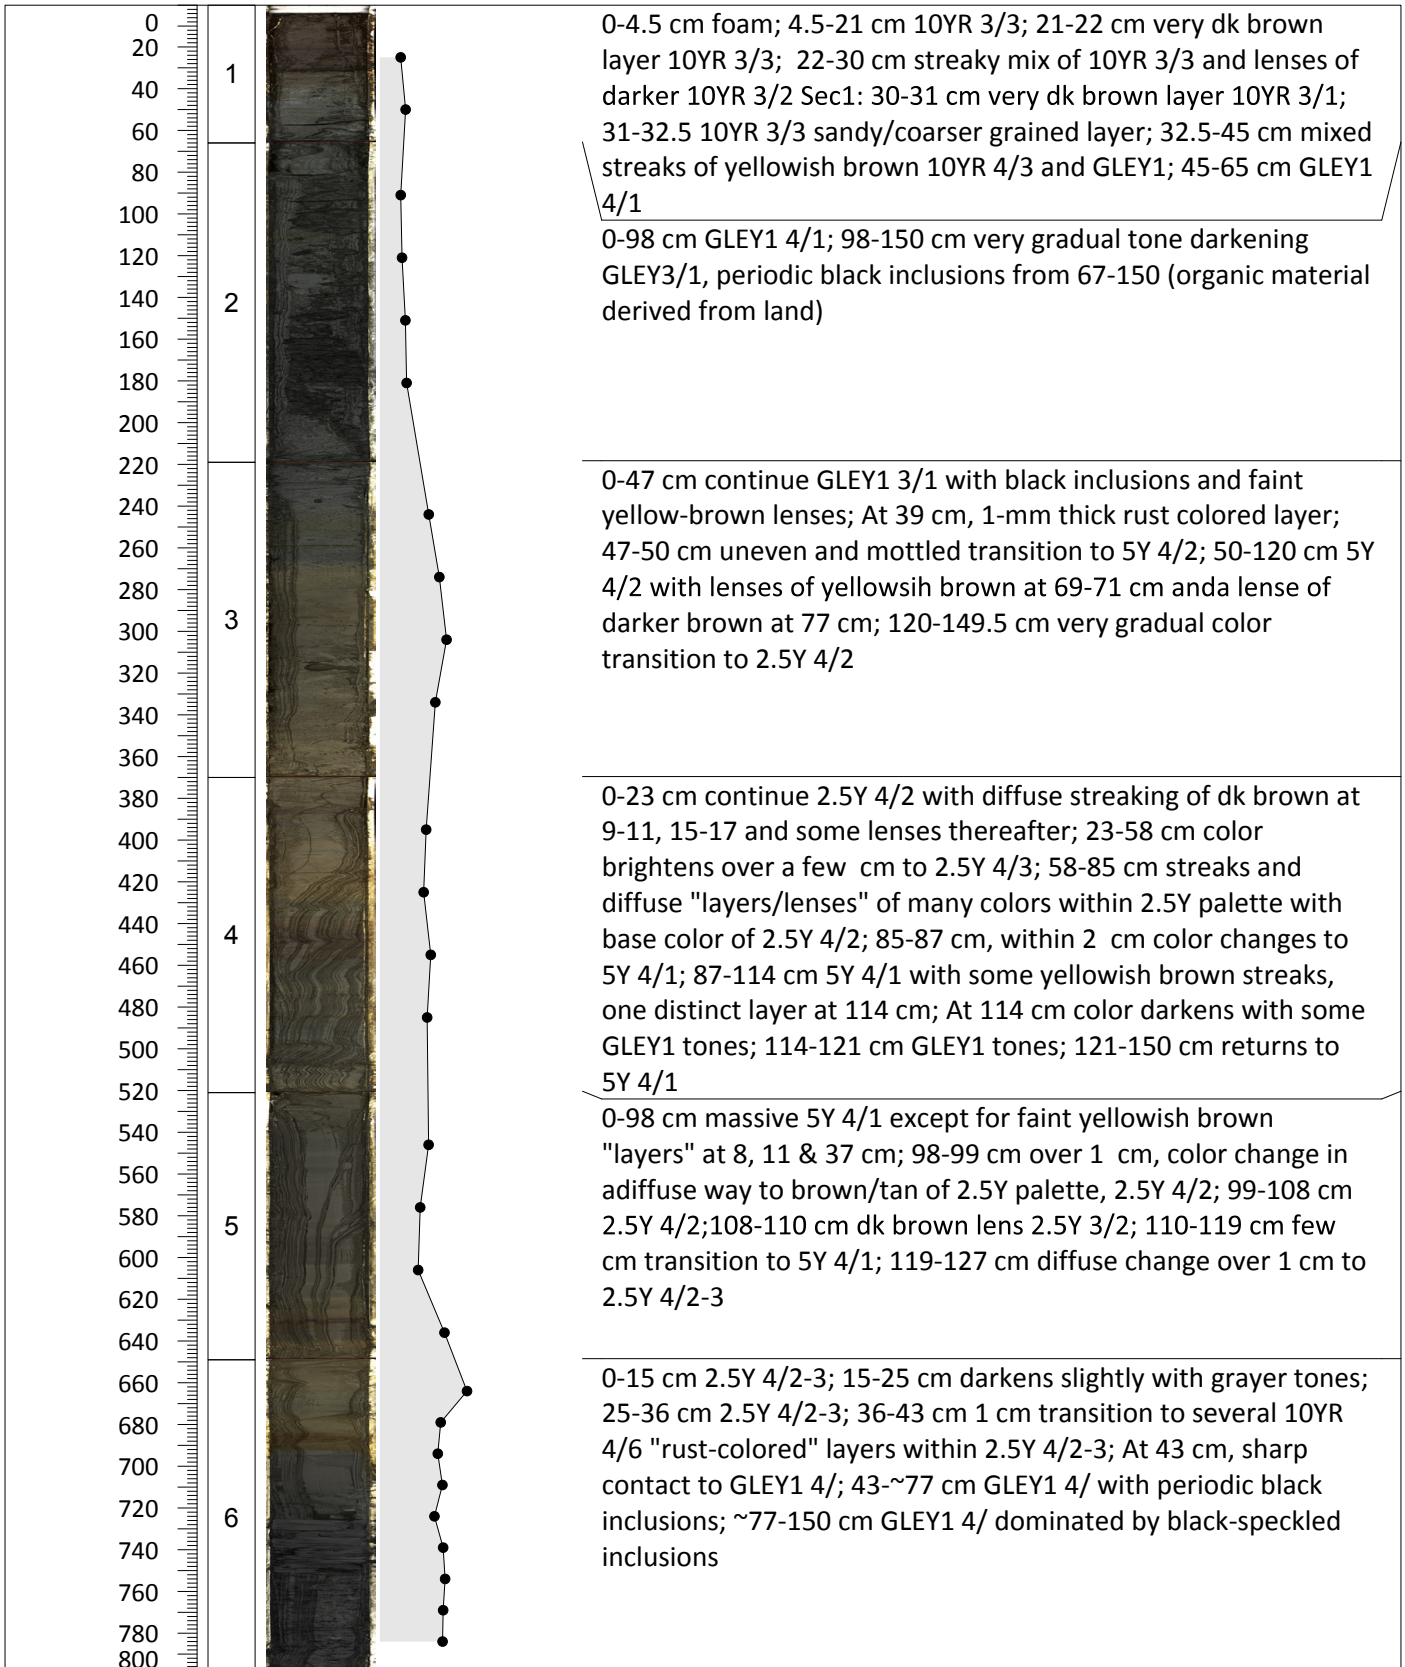 0
20
40
60
80
100
120
140
160
180
200
220
240
260
280
300
320
340
360
380
400
420
440
460
480
500
520
540
560
580
600
620
640
660
680
700
720
740
760
780
800
1
2
3
4
5
6
0-4.5 cm foam; 4.5-21 cm 10YR 3/3; 21-22 cm very dk brown
layer 10YR 3/3;  22-30 cm streaky mix of 10YR 3/3 and lenses of
darker 10YR 3/2 Sec1: 30-31 cm very dk brown layer 10YR 3/1;
31-32.5 10YR 3/3 sandy/coarser grained layer; 32.5-45 cm mixed
streaks of yellowish brown 10YR 4/3 and GLEY1; 45-65 cm GLEY1
4/1
0-98 cm GLEY1 4/1; 98-150 cm very gradual tone darkening
GLEY3/1, periodic black inclusions from 67-150 (organic material
derived from land)
0-47 cm continue GLEY1 3/1 with black inclusions and faint
yellow-brown lenses; At 39 cm, 1-mm thick rust colored layer;
47-50 cm uneven and mottled transition to 5Y 4/2; 50-120 cm 5Y
4/2 with lenses of yellowsih brown at 69-71 cm anda lense of
darker brown at 77 cm; 120-149.5 cm very gradual color
transition to 2.5Y 4/2
0-23 cm continue 2.5Y 4/2 with diffuse streaking of dk brown at
9-11, 15-17 and some lenses thereafter; 23-58 cm color
brightens over a few  cm to 2.5Y 4/3; 58-85 cm streaks and
diffuse "layers/lenses" of many colors within 2.5Y palette with
base color of 2.5Y 4/2; 85-87 cm, within 2  cm color changes to
5Y 4/1; 87-114 cm 5Y 4/1 with some yellowish brown streaks,
one distinct layer at 114 cm; At 114 cm color darkens with some
GLEY1 tones; 114-121 cm GLEY1 tones; 121-150 cm returns to
5Y 4/1
0-98 cm massive 5Y 4/1 except for faint yellowish brown
"layers" at 8, 11 & 37 cm; 98-99 cm over 1  cm, color change in
adiffuse way to brown/tan of 2.5Y palette, 2.5Y 4/2; 99-108 cm
2.5Y 4/2;108-110 cm dk brown lens 2.5Y 3/2; 110-119 cm few
cm transition to 5Y 4/1; 119-127 cm diffuse change over 1 cm to
2.5Y 4/2-3
0-15 cm 2.5Y 4/2-3; 15-25 cm darkens slightly with grayer tones;
25-36 cm 2.5Y 4/2-3; 36-43 cm 1 cm transition to several 10YR
4/6 "rust-colored" layers within 2.5Y 4/2-3; At 43 cm, sharp
contact to GLEY1 4/; 43-~77 cm GLEY1 4/ with periodic black
inclusions; ~77-150 cm GLEY1 4/ dominated by black-speckled
inclusions